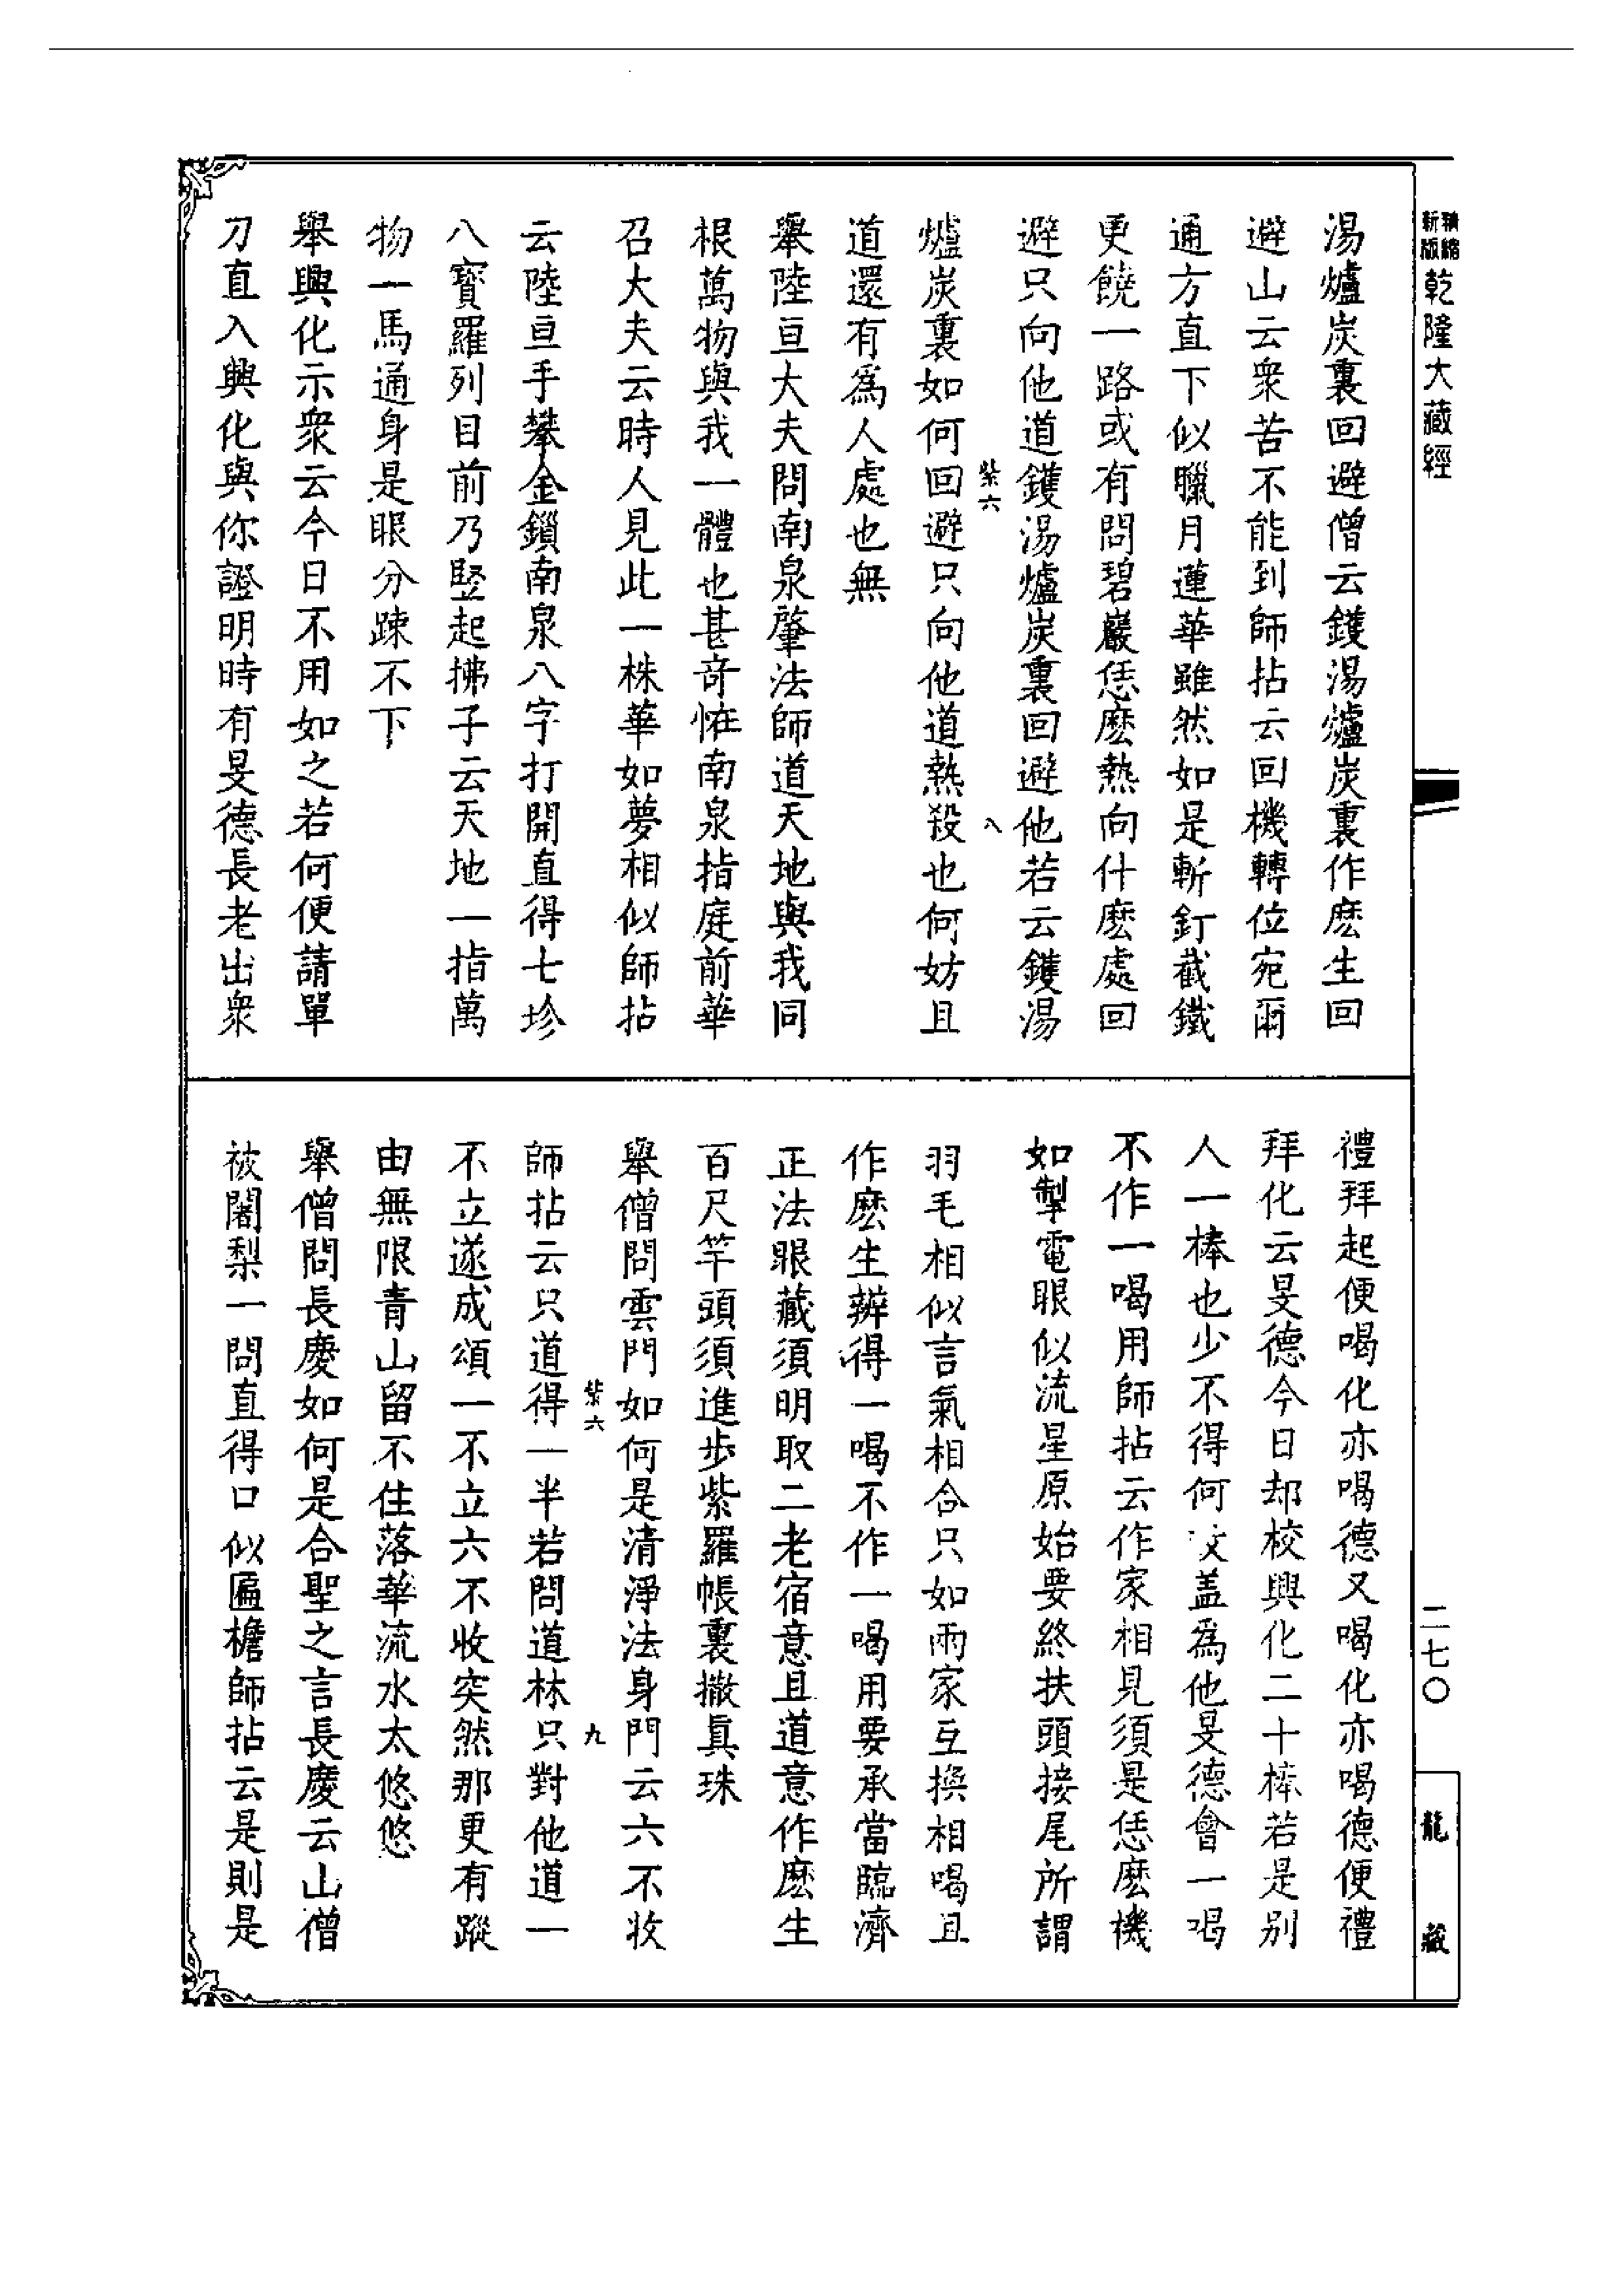 新版精縮乾隆大藏經
湯爐炭裏回避僧云鑊湯爐炭裏作麽生回
避山云衆苦不能到師拈云回機轉位宛爾
通方直下似臘月蓮華雖然如是斬釘截鐵
更饒一路或有問碧巖恁麽熱向什麽處回
避只向他道鑊湯爐炭裏回避他若云鑊湯
紫六 八
爐炭裏如何回避只向他道熱殺也何妨且
道還有爲人處也無
舉陸亘大夫問南泉肇法師道天地與我同
根萬物與我一體也甚奇恠南泉指庭前華
召大夫云時人見此一株華如夢相似師拈
云陸亘手攀金鎻南泉八字打開直得七珍
八寳羅列目前乃竪起拂子云天地一指萬
物一馬通身是眼分踈不下
舉興化示衆云今日不用如之若何便請單
刀直入興化與你證明時有旻德長老出衆
禮拜起便喝化亦喝德又喝化亦喝德便禮
拜化云旻德今日却校興化二十棒若是别
人一棒也少不得何 盖爲他旻德會一喝
不作一喝用師拈云作家相見須是恁麽機
如掣電眼似流星原始要終扶頭接尾所謂
羽毛相似言氣相合只如兩家互換相喝且
作麽生辨得一喝不作一喝用要承當臨濟
正法眼藏須明取二老宿意且道意作麽生
百尺竿頭須進步紫羅帳裏撒真珠
舉僧問雲門如何是清淨法身門云六不收
紫六 九
師拈云只道得一半若問道林只對他道一
不立遂成頌一不立六不收突然那更有蹤
由無限青山留不住落華流水太悠悠
舉僧問長慶如何是合聖之言長慶云山僧
被闍梨一問直得口似匾檐師拈云是則是
二七〇
龍藏